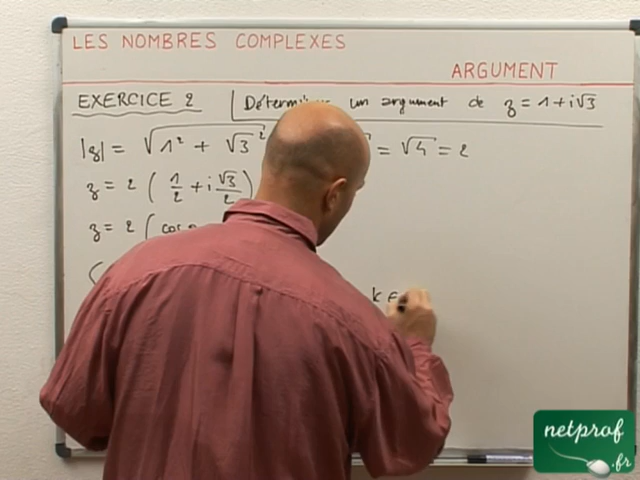 LES NOMBRES COMPLEXES
ARGUMENT
EXERCICE 2 Déterminer un argument de z = 1 + i√3
|z| = √1² + √3² = √4 = 2
z = 2 ( 1/2 + i √3/2 )
z = 2 ( cos
k ∈
netprof
.fr